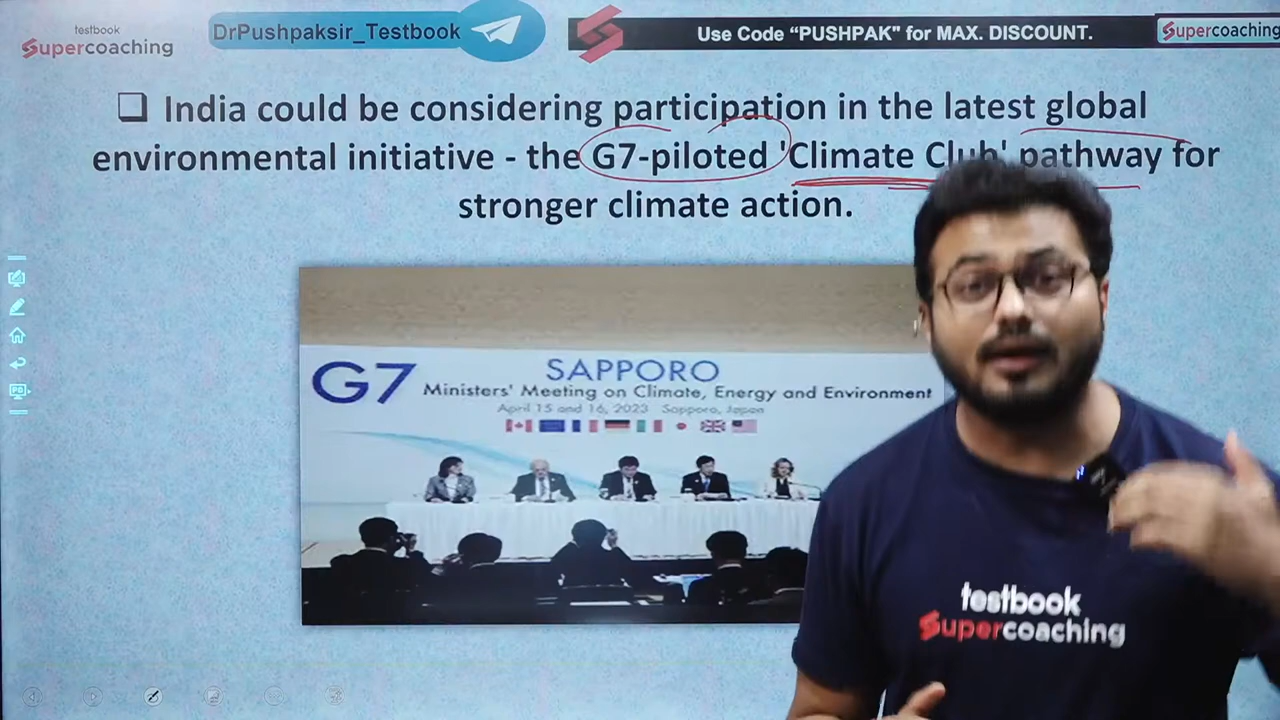 testbook
Supercoaching
DrPushpaksir_Testbook
Use Code “PUSHPAK” for MAX. DISCOUNT.
Supercoaching
❑ India could be considering participation in the latest global
environmental initiative - the G7-piloted 'Climate Club' pathway for
stronger climate action.
G7
SAPPORO
Ministers' Meeting on Climate, Energy and Environment
April 15 and 16, 2023 Sapporo, Japan
testbook
Supercoaching